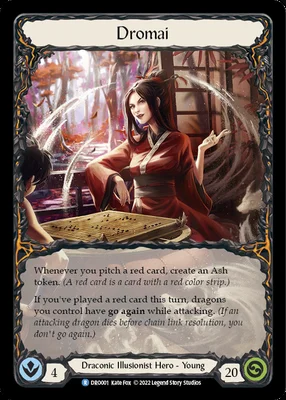 Dromai
Whenever you pitch a red card, create an Ash
token. (A red card is a card with a red color strip.)
If you've played a red card this turn, dragons
you control have go again while attacking. (If an
attacking dragon dies before chain link resolution, you
don't go again.)
4
Draconic Illusionist Hero - Young
20
R DRO001 Kate Fox ©2022 Legend Story Studios